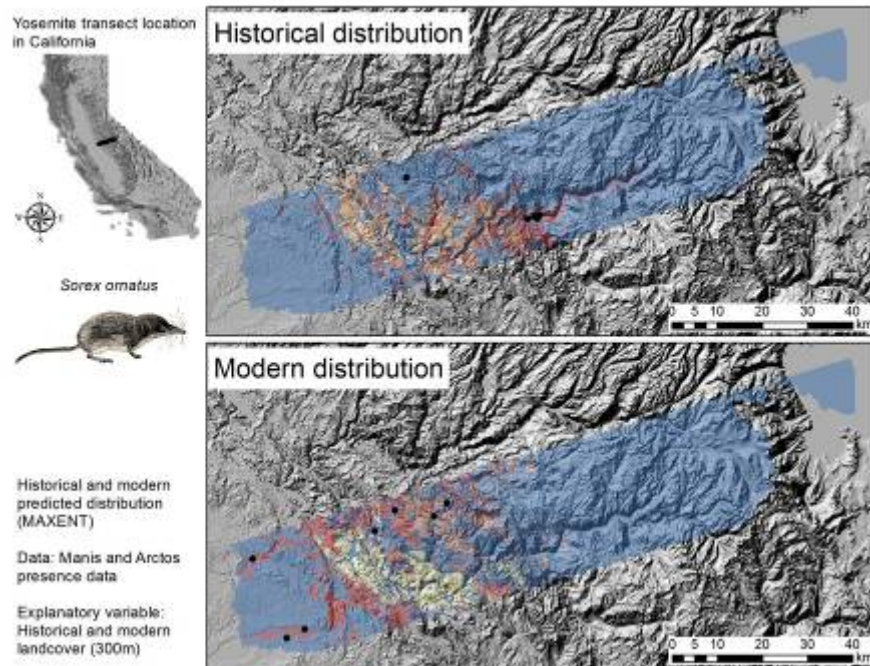 Yosemite transect location
in California
N
W
E
S
Sorex ornatus
Historical and modern
predicted distribution
(MAXENT)
Data: Manis and Arctos
presence data
Explanatory variable:
Historical and modern
landcover (300m)
Historical distribution
0 5 10 20 30 40
km
Modern distribution
0 5 10 20 30 40
km